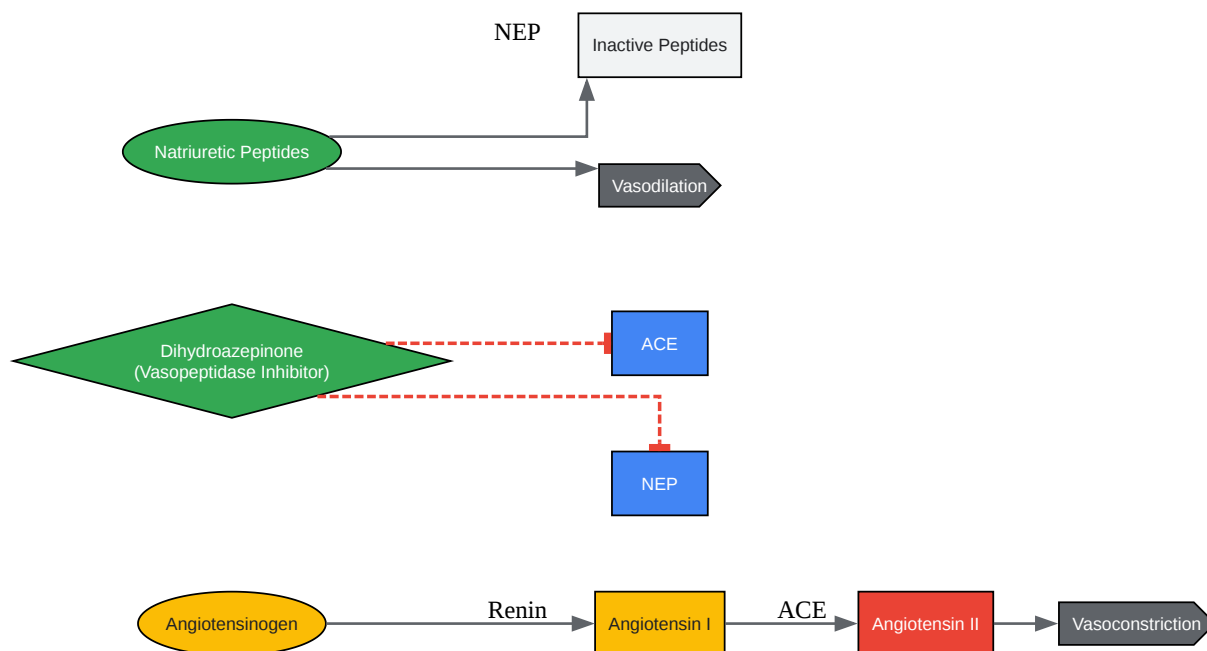 NEP
Inactive Peptides
Natriuretic Peptides
Vasodilation
Dihydroazepinone
(Vasopeptidase Inhibitor)
ACE
NEP
Angiotensinogen
Renin
Angiotensin I
ACE
Angiotensin II
Vasoconstriction